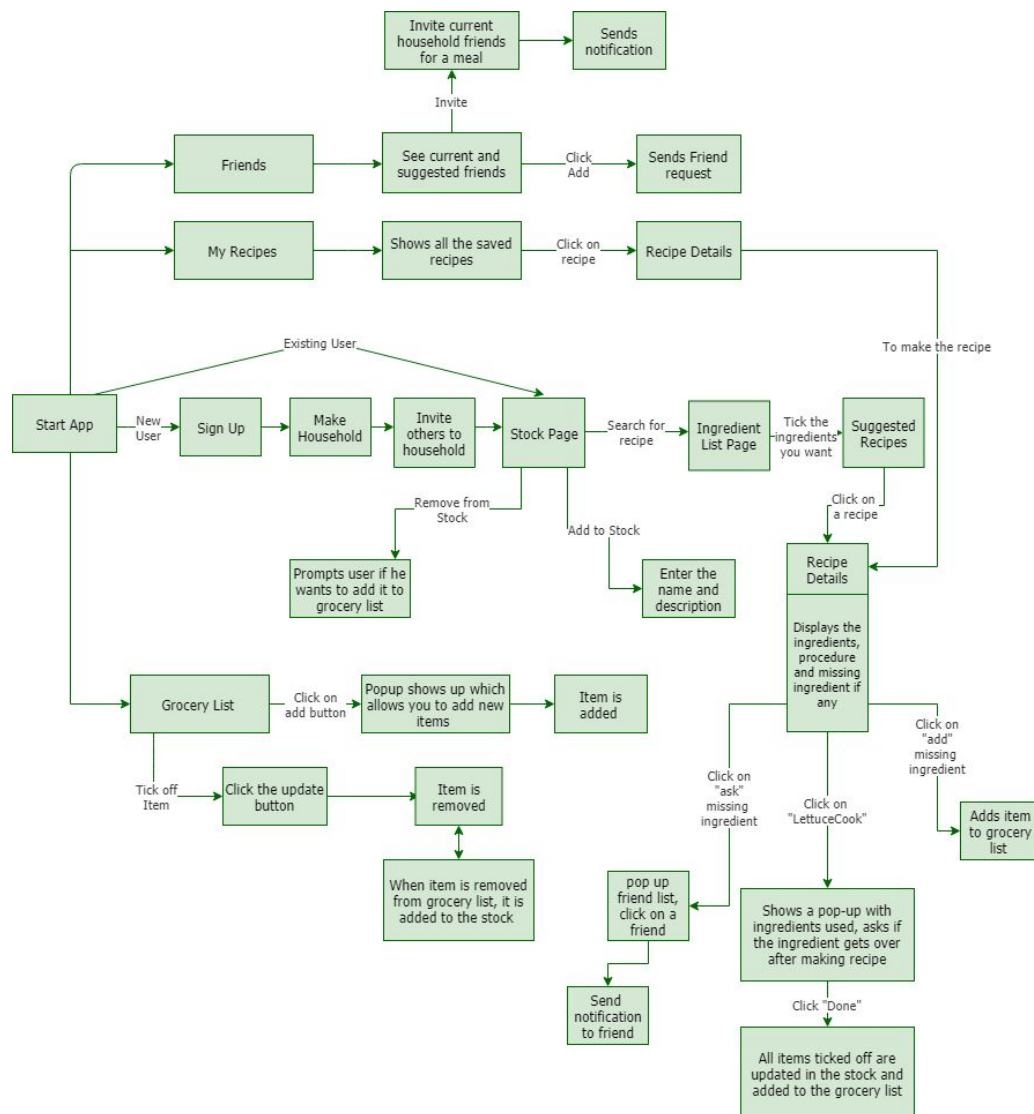 Invite current
household friends
for a meal
Sends
notification
Invite
Friends
See current and
suggested friends
Click
Add
Sends Friend
request
My Recipes
Shows all the saved
recipes
Click on
recipe
Recipe Details
Existing User
To make the recipe
Start App
New
User
Sign Up
Make
Household
Invite
others to
household
Stock Page
Search for
recipe
Ingredient
List Page
Tick the
ingredients
you want
Suggested
Recipes
Remove from
Stock
Click on
a recipe
Add to Stock
Prompts user if he
wants to add it to
grocery list
Enter the
name and
description
Recipe
Details
Displays the
ingredients,
procedure
and missing
ingredient if
any
Grocery List
Click on
add button
Popup shows up which
allows you to add new
items
Item is
added
Click on
"add"
missing
ingredient
Tick off
Item
Click the update
button
Item is
removed
Click on
"ask"
missing
ingredient
Click on
"LettuceCook"
Adds item
to grocery
list
When item is removed
from grocery list, it is
added to the stock
pop up
friend list,
click on a
friend
Shows a pop-up with
ingredients used, asks if
the ingredient gets over
after making recipe
Send
notification
to friend
Click "Done"
All items ticked off are
updated in the stock and
added to the grocery list